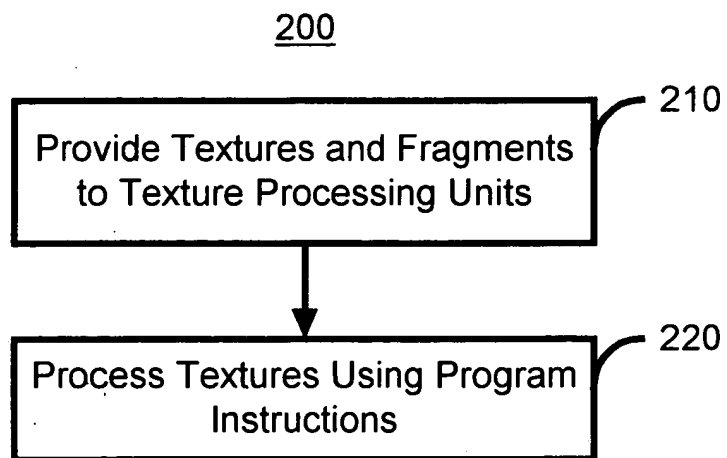 200
210
Provide Textures and Fragments
to Texture Processing Units
220
Process Textures Using Program
Instructions